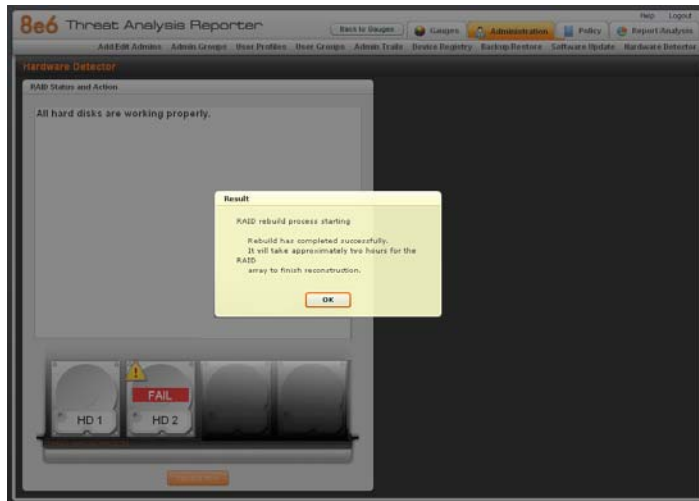 Help Logout
8e6 Threat Analysis Reporter
Back to Gauges Gauges Administration Policy Report/Analysis
Add/Edit Admins Admin Groups User Profiles User Groups Admin Trails Device Registry Backup/Restore Software Update Hardware Detector
Hardware Detector
RAID Status and Action
All hard disks are working properly.
Result
RAID rebuild process starting
Rebuild has completed successfully.
It will take approximately two hours for the
RAID
array to finish reconstruction.
OK
FAIL
HD 1
HD 2